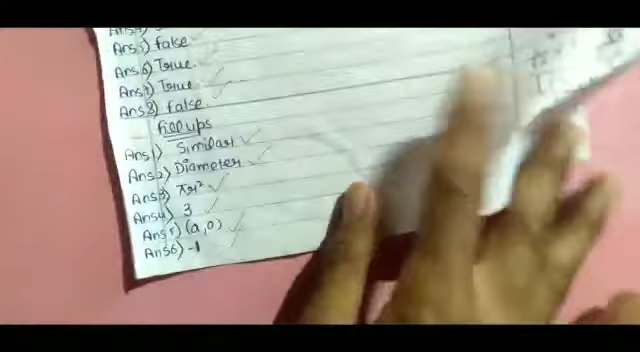 Ans5) false
Ans6) True.
Ans7) True
Ans8) false.
Fill ups
Ans1) Similar
Ans2) Diameter
Ans3) πr²
Ans4) 3
Ans5) (a,0)
Ans6) -1